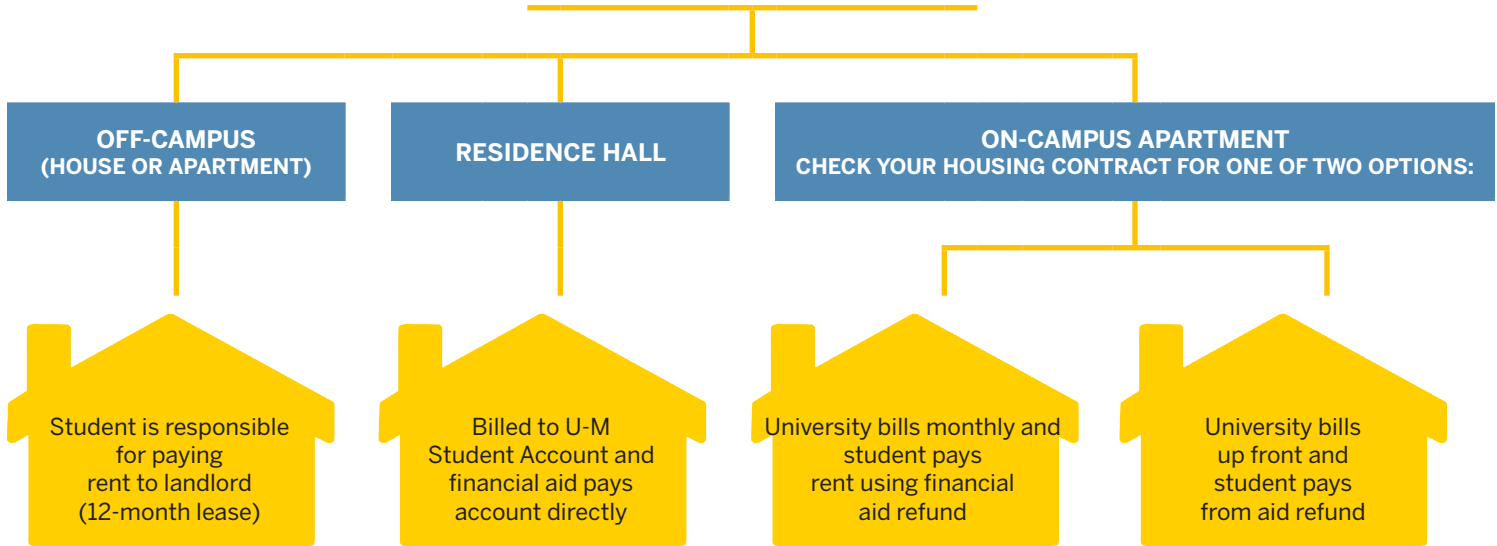 OFF-CAMPUS
(HOUSE OR APARTMENT)
RESIDENCE HALL
ON-CAMPUS APARTMENT
CHECK YOUR HOUSING CONTRACT FOR ONE OF TWO OPTIONS:
Student is responsible
for paying
rent to landlord
(12-month lease)
Billed to U-M
Student Account and
financial aid pays
account directly
University bills monthly and
student pays
rent using financial
aid refund
University bills
up front and
student pays
from aid refund